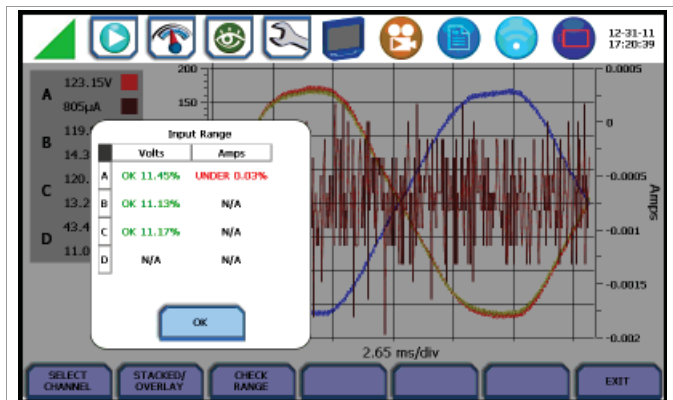 12-31-11
17:20:39
A 123.15V
805µA
B 119.
14.3
C 120.
13.2
D 43.4
11.0
200
150
0.0005
0
-0.0005
-0.001
-0.0015
-0.002
Amps
Input Range
Volts Amps
A OK 11.45% UNDER 0.03%
B OK 11.13% N/A
C OK 11.17% N/A
D N/A N/A
OK
2.65 ms/div
SELECT CHANNEL
STACKED/ OVERLAY
CHECK RANGE
EXIT